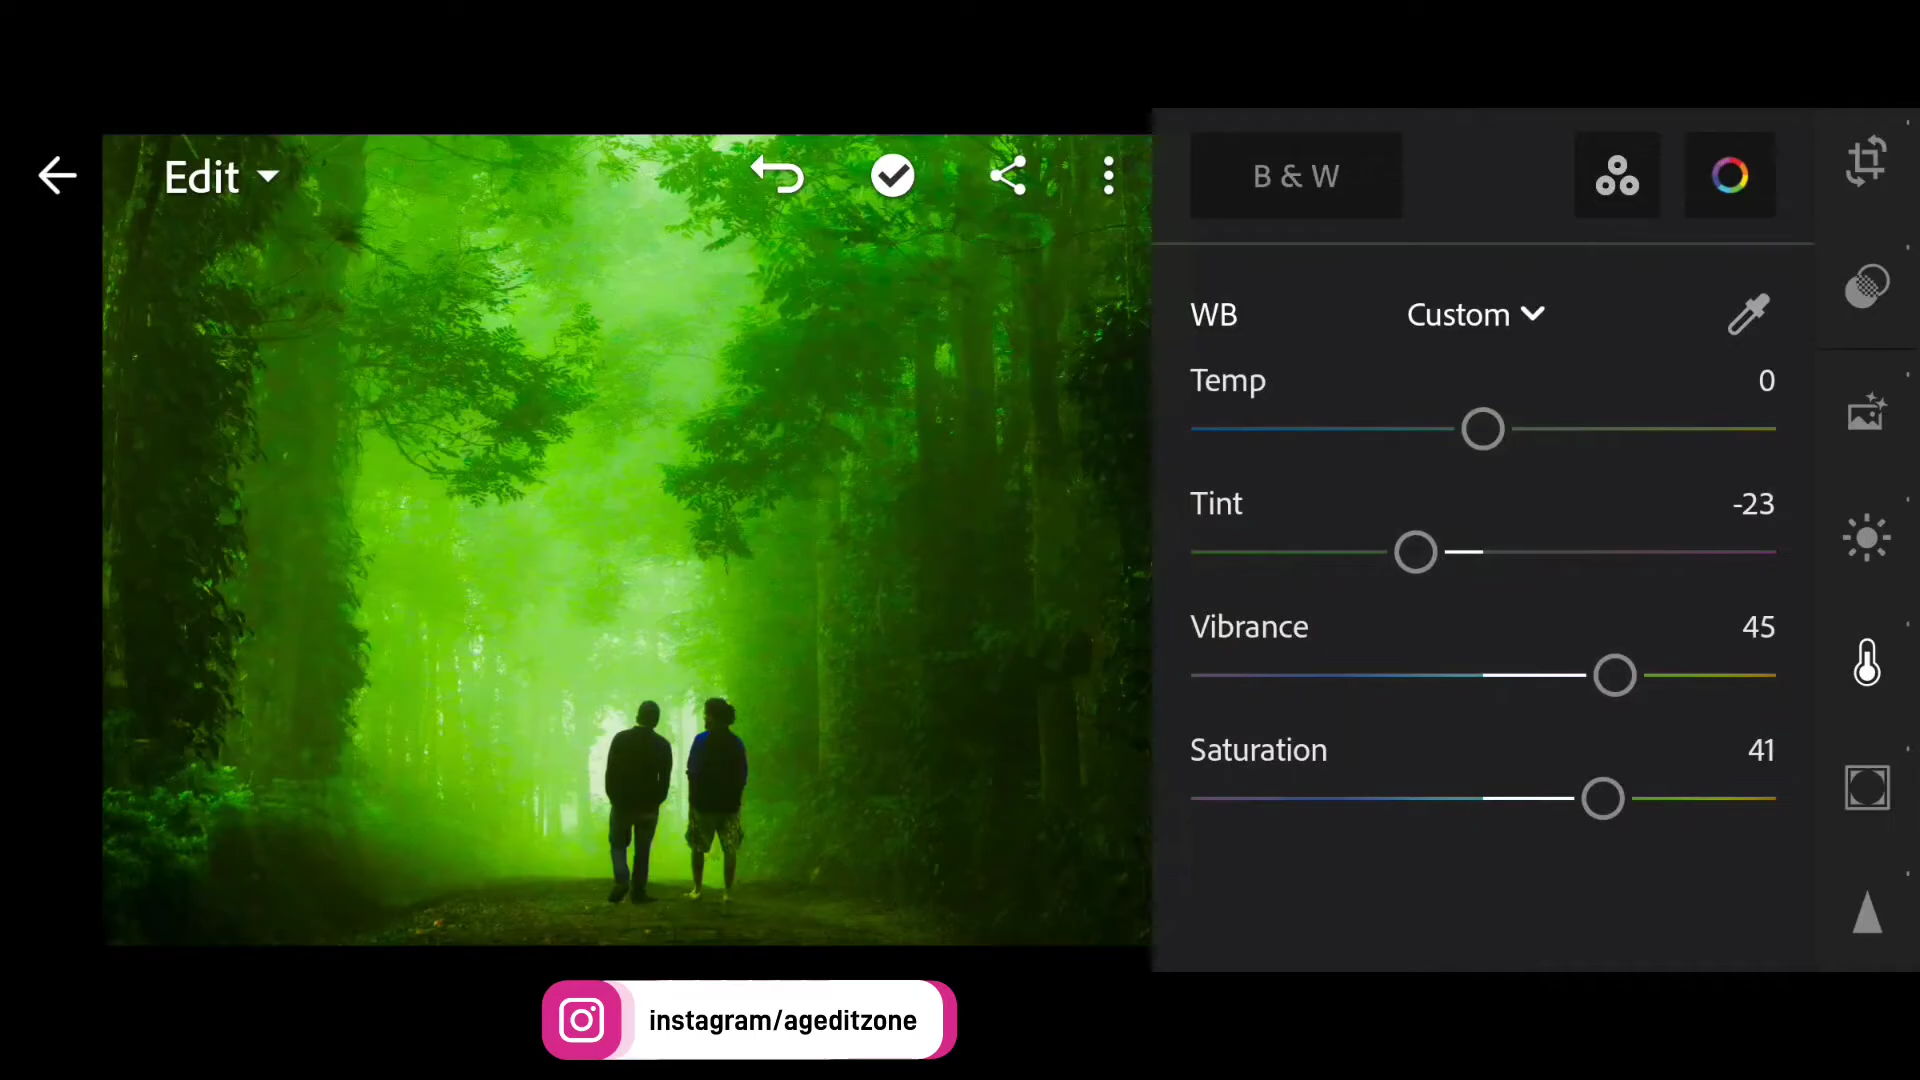 Edit
B & W
WB
Custom
Temp
0
Tint
-23
Vibrance
45
Saturation
41
instagram/ageditzone